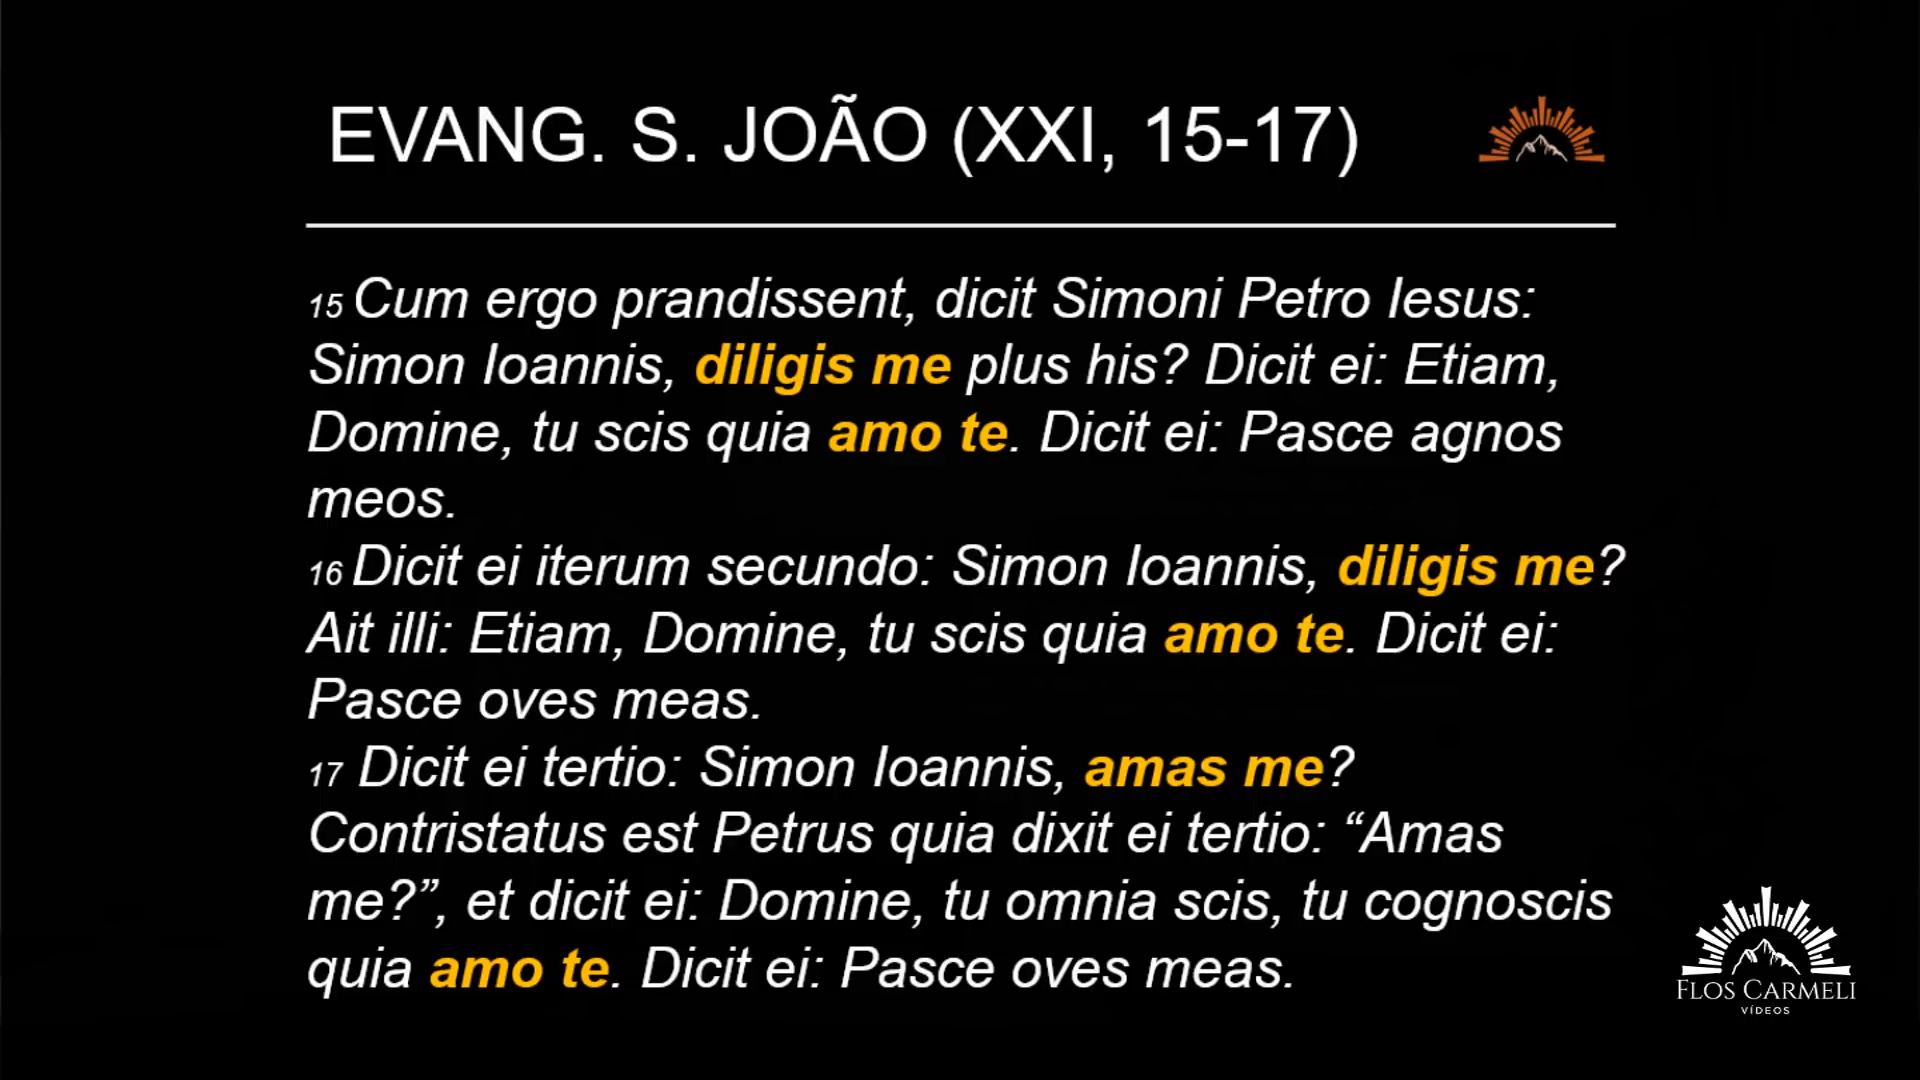 EVANG. S. JOÃO (XXI, 15-17)
15 Cum ergo prandissent, dicit Simoni Petro Iesus:
Simon Ioannis, diligis me plus his? Dicit ei: Etiam,
Domine, tu scis quia amo te. Dicit ei: Pasce agnos
meos.
16 Dicit ei iterum secundo: Simon Ioannis, diligis me?
Ait illi: Etiam, Domine, tu scis quia amo te. Dicit ei:
Pasce oves meas.
17 Dicit ei tertio: Simon Ioannis, amas me?
Contristatus est Petrus quia dixit ei tertio: “Amas
me?”, et dicit ei: Domine, tu omnia scis, tu cognoscis
quia amo te. Dicit ei: Pasce oves meas.
FLOS CARMELI
VÍDEOS